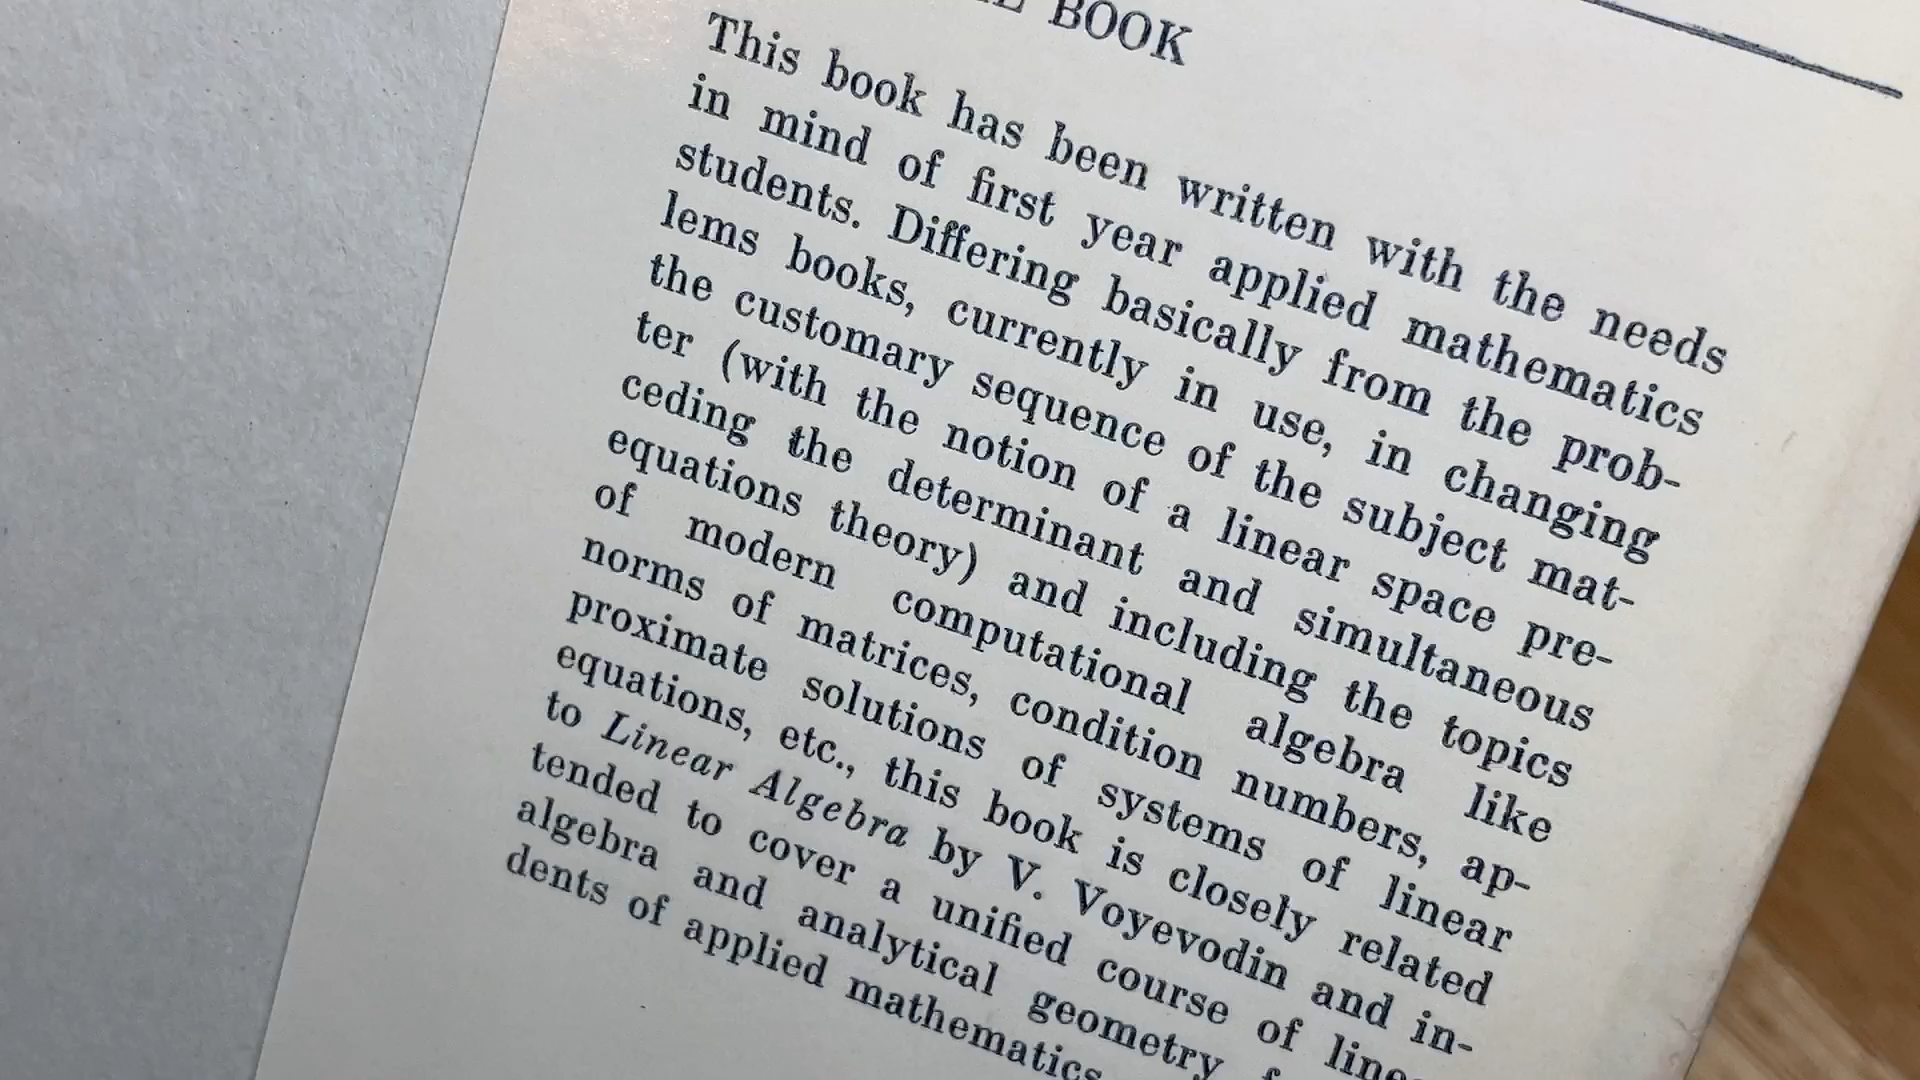 BOOK
This book has been written with the needs
in mind of first year applied mathematics
students. Differing basically from the prob-
lems books, currently in use, in changing
the customary sequence of the subject mat-
ter (with the notion of a linear space pre-
ceding the determinant and simultaneous
equations theory) and including the topics
of modern computational algebra like
norms of matrices, condition numbers, ap-
proximate solutions of systems of linear
equations, etc., this book is closely related
to Linear Algebra by V. Voyevodin and in-
tended to cover a unified course of
algebra and analytical geometry
dents of applied mathematics